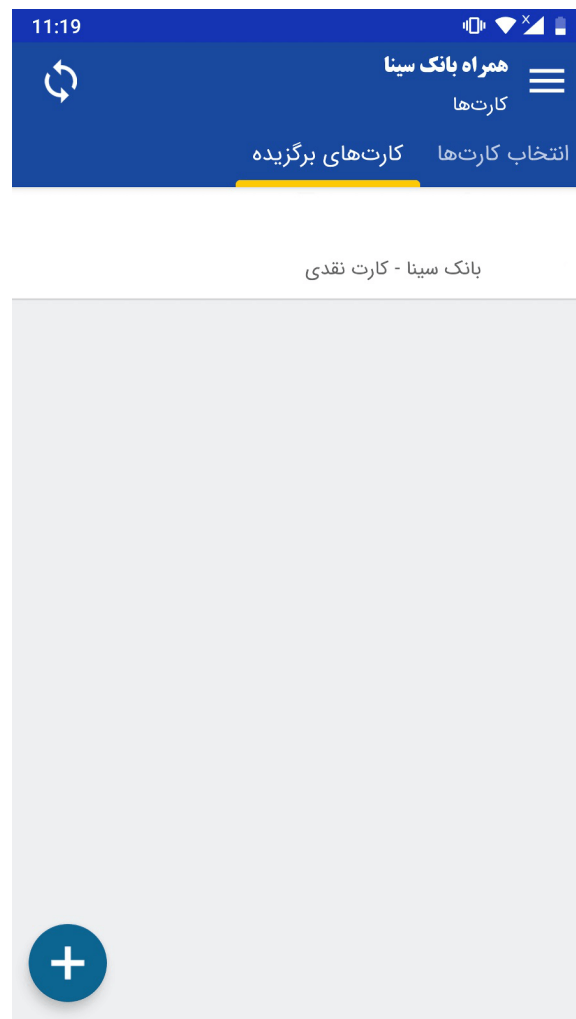 11:19
همراه بانک سینا
کارت‌ها
انتخاب کارت‌ها
کارت‌های برگزیده
بانک سینا - کارت نقدی